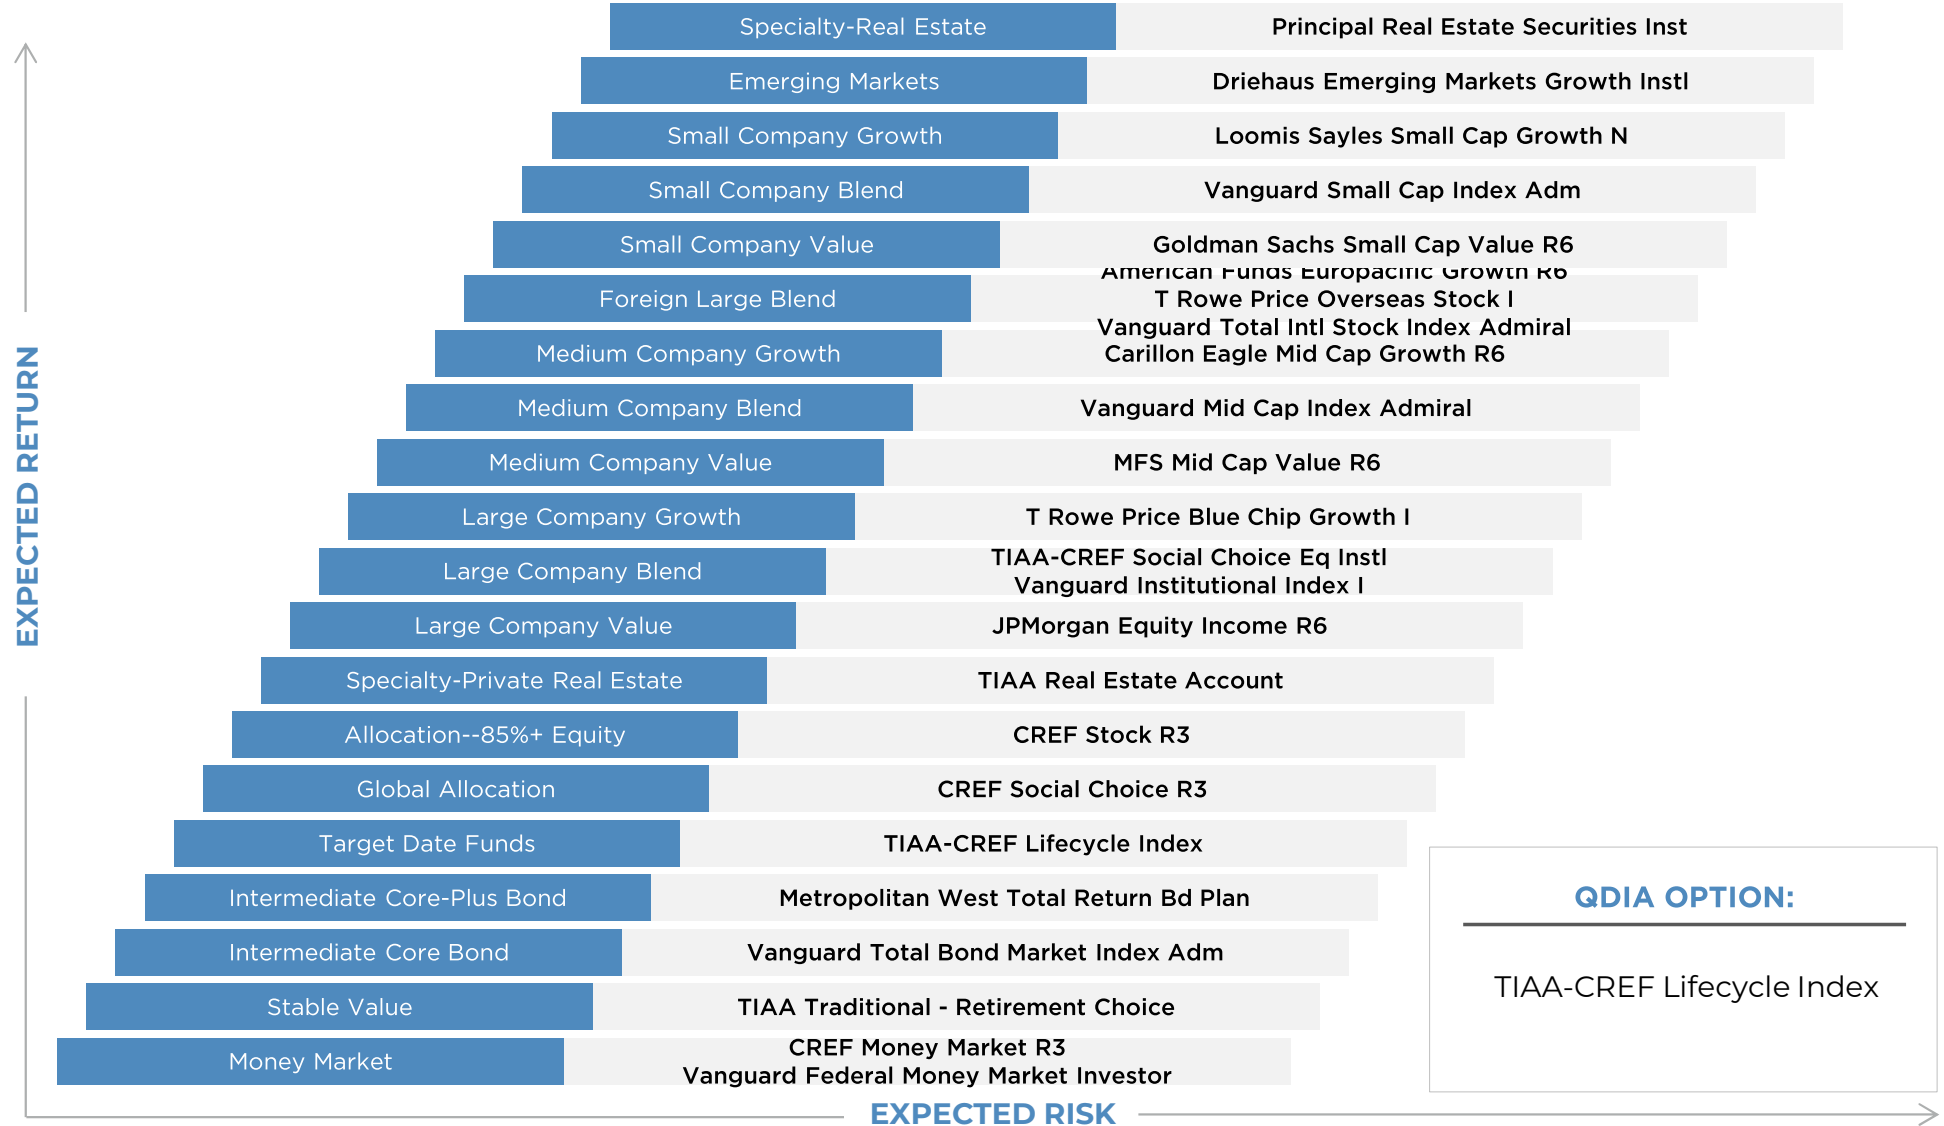 Specialty-Real Estate
Principal Real Estate Securities Inst
Emerging Markets
Driehaus Emerging Markets Growth Instl
Small Company Growth
Loomis Sayles Small Cap Growth N
Small Company Blend
Vanguard Small Cap Index Adm
Small Company Value
Goldman Sachs Small Cap Value R6
Foreign Large Blend
American Funds Europacific Growth R6
T Rowe Price Overseas Stock I
Vanguard Total Intl Stock Index Admiral
Medium Company Growth
Carillon Eagle Mid Cap Growth R6
Medium Company Blend
Vanguard Mid Cap Index Admiral
Medium Company Value
MFS Mid Cap Value R6
Large Company Growth
T Rowe Price Blue Chip Growth I
Large Company Blend
TIAA-CREF Social Choice Eq Instl
Vanguard Institutional Index I
Large Company Value
JPMorgan Equity Income R6
Specialty-Private Real Estate
TIAA Real Estate Account
Allocation--85%+ Equity
CREF Stock R3
Global Allocation
CREF Social Choice R3
Target Date Funds
TIAA-CREF Lifecycle Index
Intermediate Core-Plus Bond
Metropolitan West Total Return Bd Plan
Intermediate Core Bond
Vanguard Total Bond Market Index Adm
Stable Value
TIAA Traditional - Retirement Choice
Money Market
CREF Money Market R3
Vanguard Federal Money Market Investor
EXPECTED RETURN
EXPECTED RISK
QDIA OPTION:
TIAA-CREF Lifecycle Index